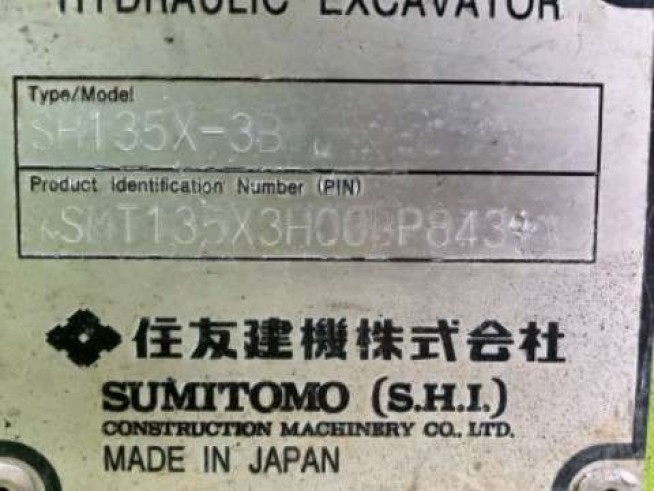 HYDRAULIC EXCAVATOR
Type/Model
SH135X-3B
Product Identification Number (PIN)
住友建機株式会社
SUMITOMO (S.H.I.)
CONSTRUCTION MACHINERY CO., LTD.
MADE IN JAPAN